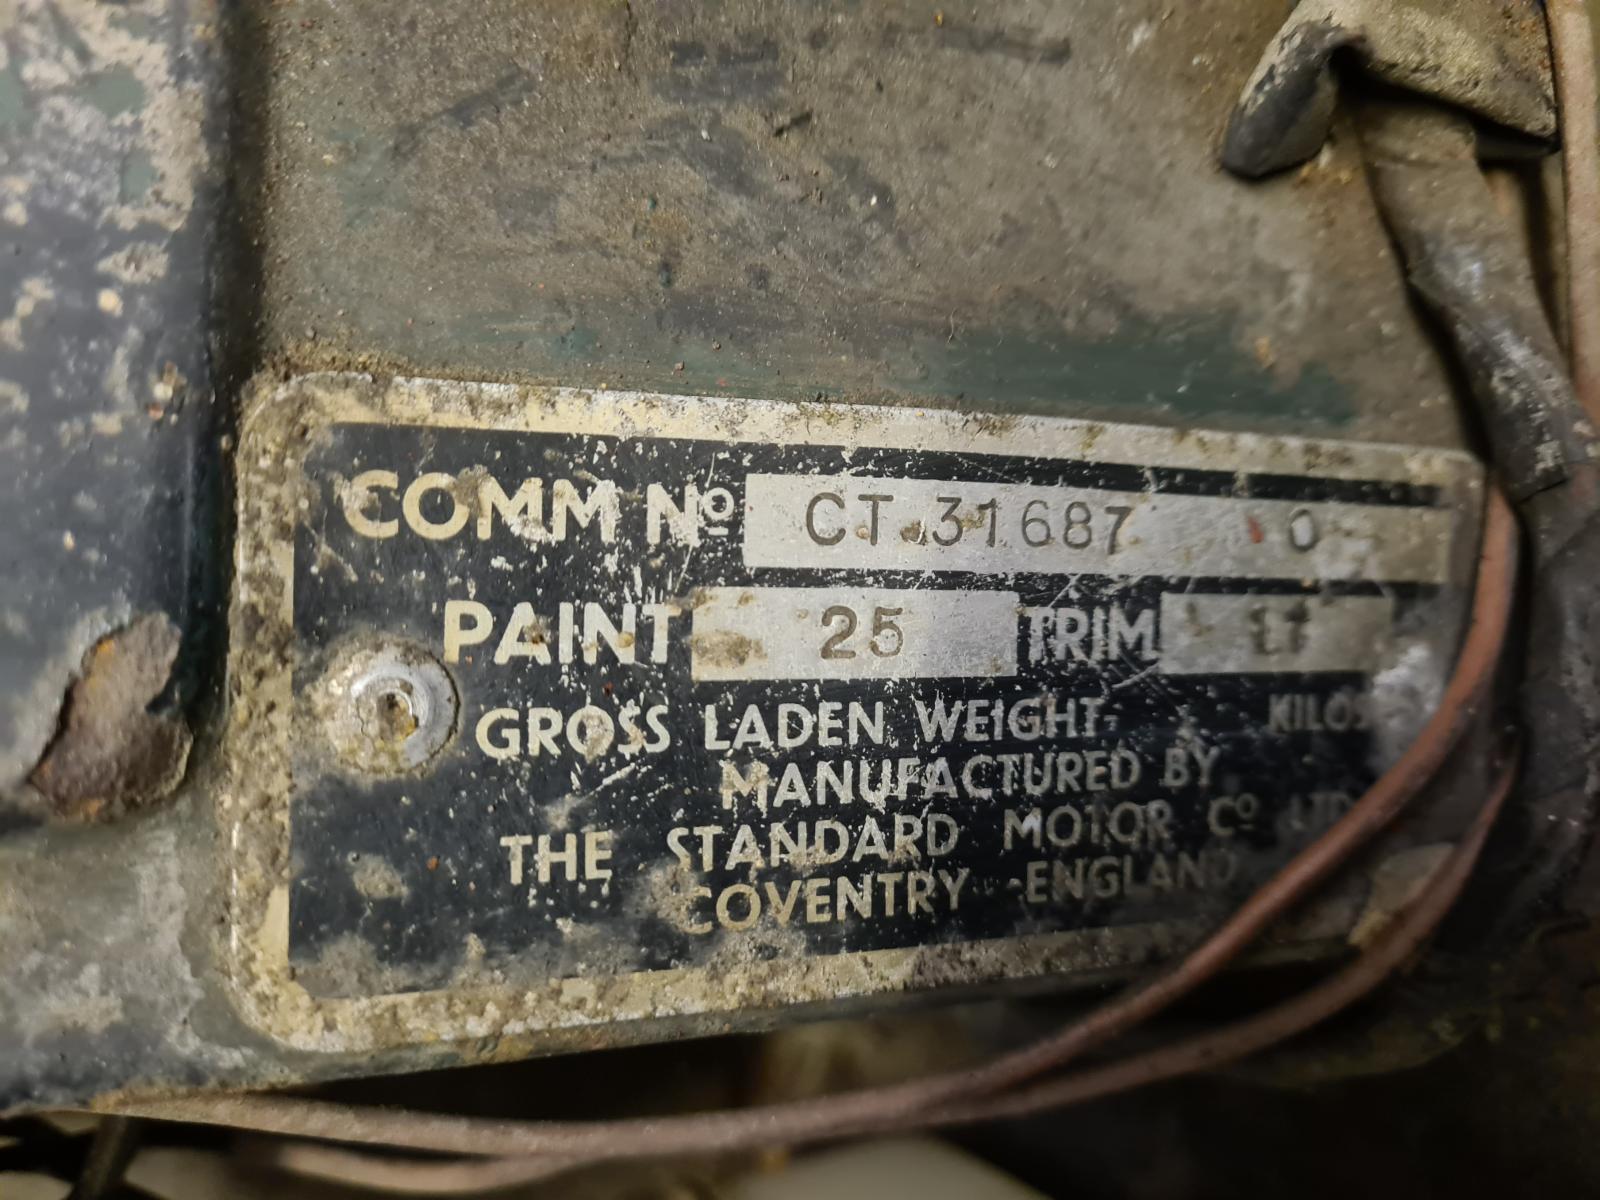 COMM Nº CT 31687 O
PAINT 25 TRIM
GROSS LADEN WEIGHT KILOS
MANUFACTURED BY
THE STANDARD MOTOR Cº LTD
COVENTRY ENGLAND